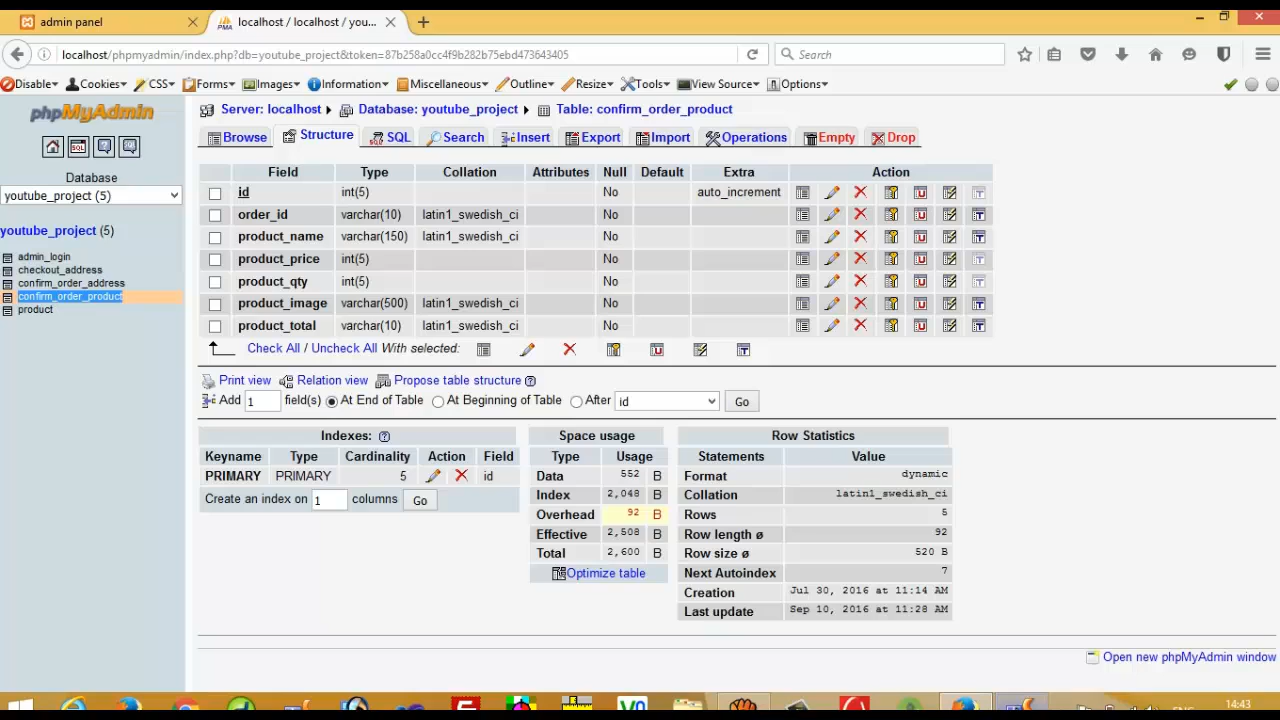 admin panel
localhost / localhost / you...
localhost/phpmyadmin/index.php?db=youtube_project&token=87b258a0cc4f9b282b75ebd473643405
Search
Disable Cookies CSS Forms Images Information Miscellaneous Outline Resize Tools View Source Options
phpMyAdmin
Server: localhost Database: youtube_project Table: confirm_order_product
Browse Structure SQL Search Insert Export Import Operations Empty Drop
Database
youtube_project (5)
youtube_project (5)
admin_login
checkout_address
confirm_order_address
confirm_order_product
product
Field Type Collation Attributes Null Default Extra Action
id int(5) No auto_increment
order_id varchar(10) latin1_swedish_ci No
product_name varchar(150) latin1_swedish_ci No
product_price int(5) No
product_qty int(5) No
product_image varchar(500) latin1_swedish_ci No
product_total varchar(10) latin1_swedish_ci No
Check All / Uncheck All With selected:
Print view Relation view Propose table structure
Add 1 field(s) At End of Table At Beginning of Table After id Go
Indexes:
Keyname Type Cardinality Action Field
PRIMARY PRIMARY 5 id
Create an index on 1 columns Go
Space usage
Type Usage
Data 552 B
Index 2,048 B
Overhead 92 B
Effective 2,508 B
Total 2,600 B
Optimize table
Row Statistics
Statements Value
Format dynamic
Collation latin1_swedish_ci
Rows 5
Row length ø 92
Row size ø 520 B
Next Autoindex 7
Creation Jul 30, 2016 at 11:14 AM
Last update Sep 10, 2016 at 11:28 AM
Open new phpMyAdmin window
14:43